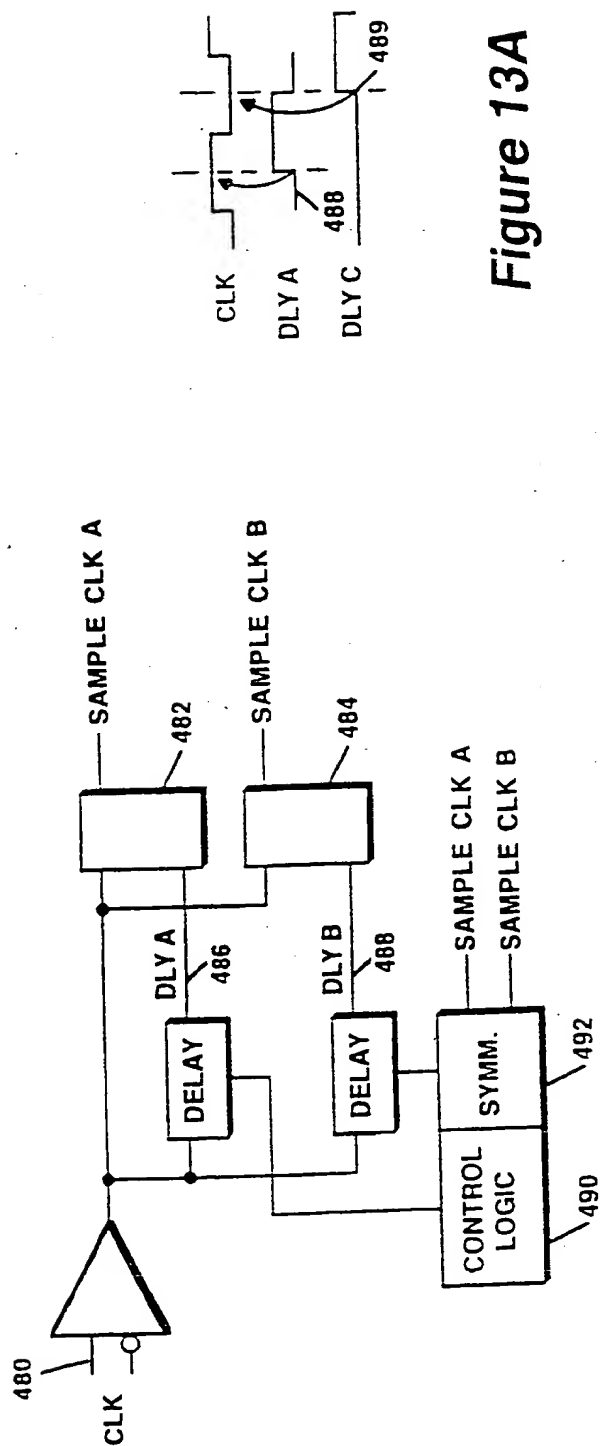 480
CLK
SAMPLE CLK A
482
DLY A
486
DELAY
SAMPLE CLK B
484
DLY B
488
DELAY
CONTROL
LOGIC
SYMM.
SAMPLE CLK A
SAMPLE CLK B
490
492
CLK
DLY A
488
DLY C
489
Figure 13A